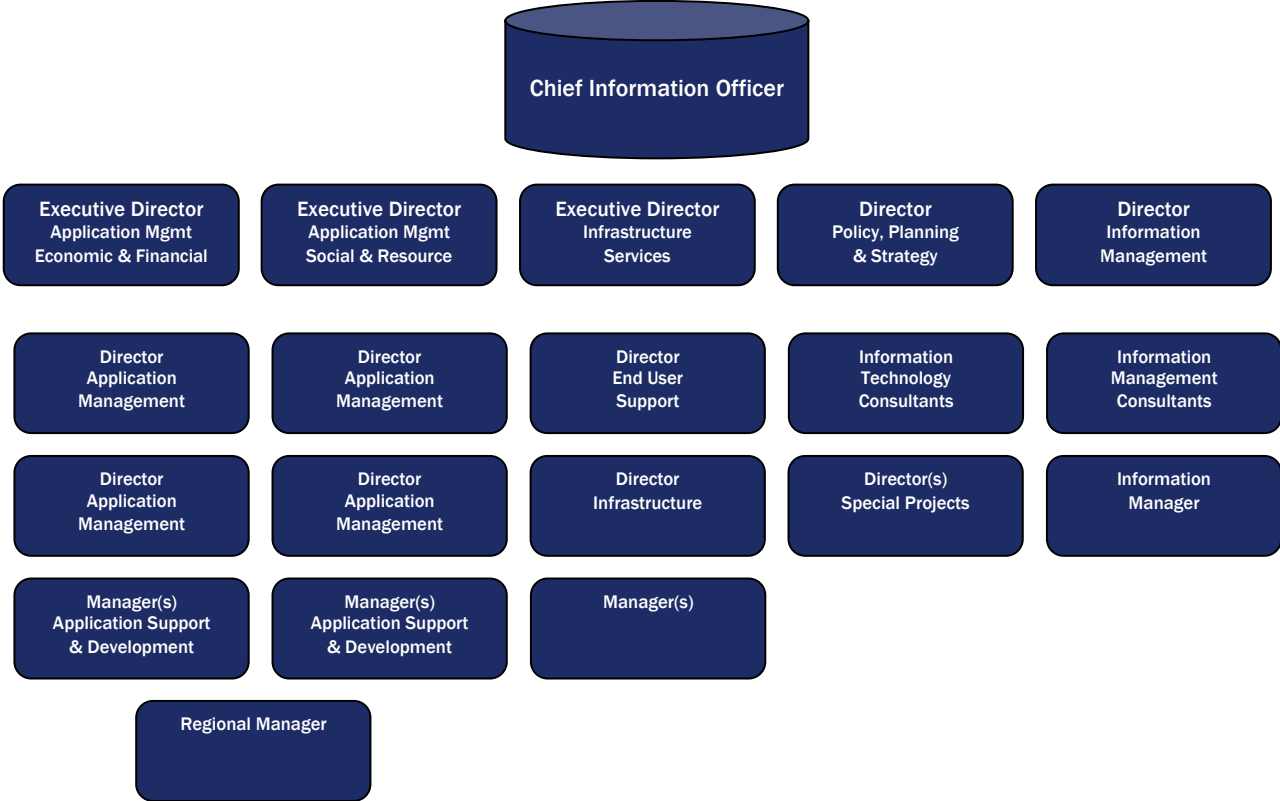 Chief Information Officer
Executive Director
Application Mgmt
Economic & Financial
Executive Director
Application Mgmt
Social & Resource
Executive Director
Infrastructure
Services
Director
Policy, Planning
& Strategy
Director
Information
Management
Director
Application
Management
Director
Application
Management
Director
End User
Support
Information
Technology
Consultants
Information
Management
Consultants
Director
Application
Management
Director
Application
Management
Director
Infrastructure
Director(s)
Special Projects
Information
Manager
Manager(s)
Application Support
& Development
Manager(s)
Application Support
& Development
Manager(s)
Regional Manager